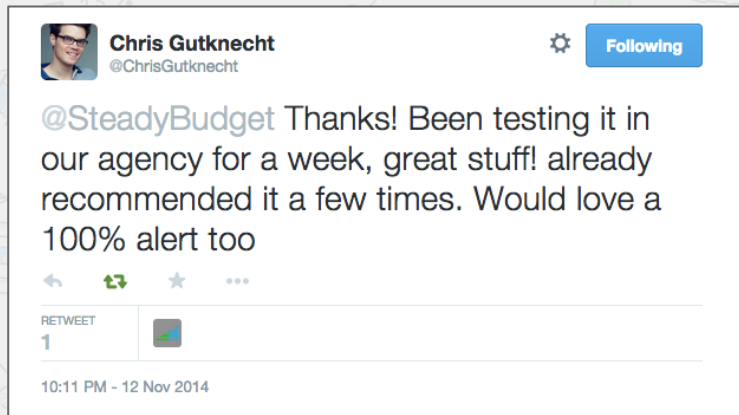 Chris Gutknecht
@ChrisGutknecht
Following
@SteadyBudget Thanks! Been testing it in
our agency for a week, great stuff! already
recommended it a few times. Would love a
100% alert too
RETWEET
1
10:11 PM - 12 Nov 2014